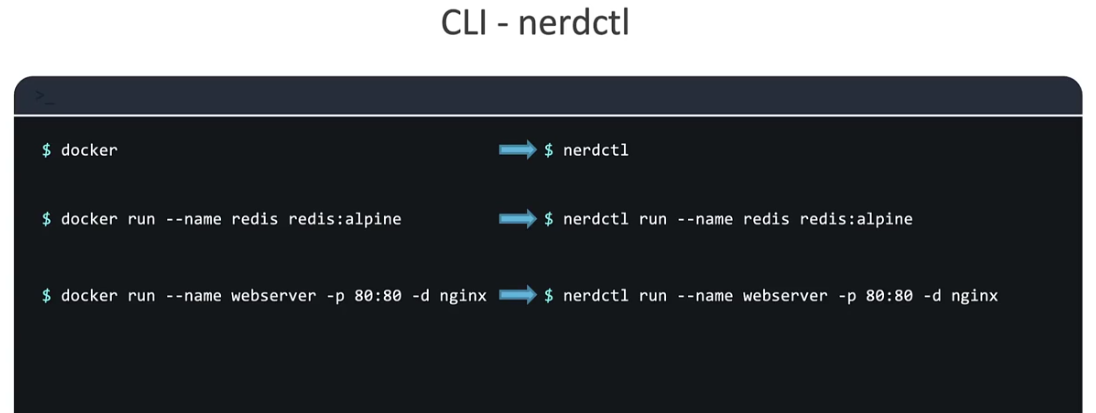 CLI - nerdctl
>_
$ docker
$ nerdctl
$ docker run --name redis redis:alpine
$ nerdctl run --name redis redis:alpine
$ docker run --name webserver -p 80:80 -d nginx
$ nerdctl run --name webserver -p 80:80 -d nginx